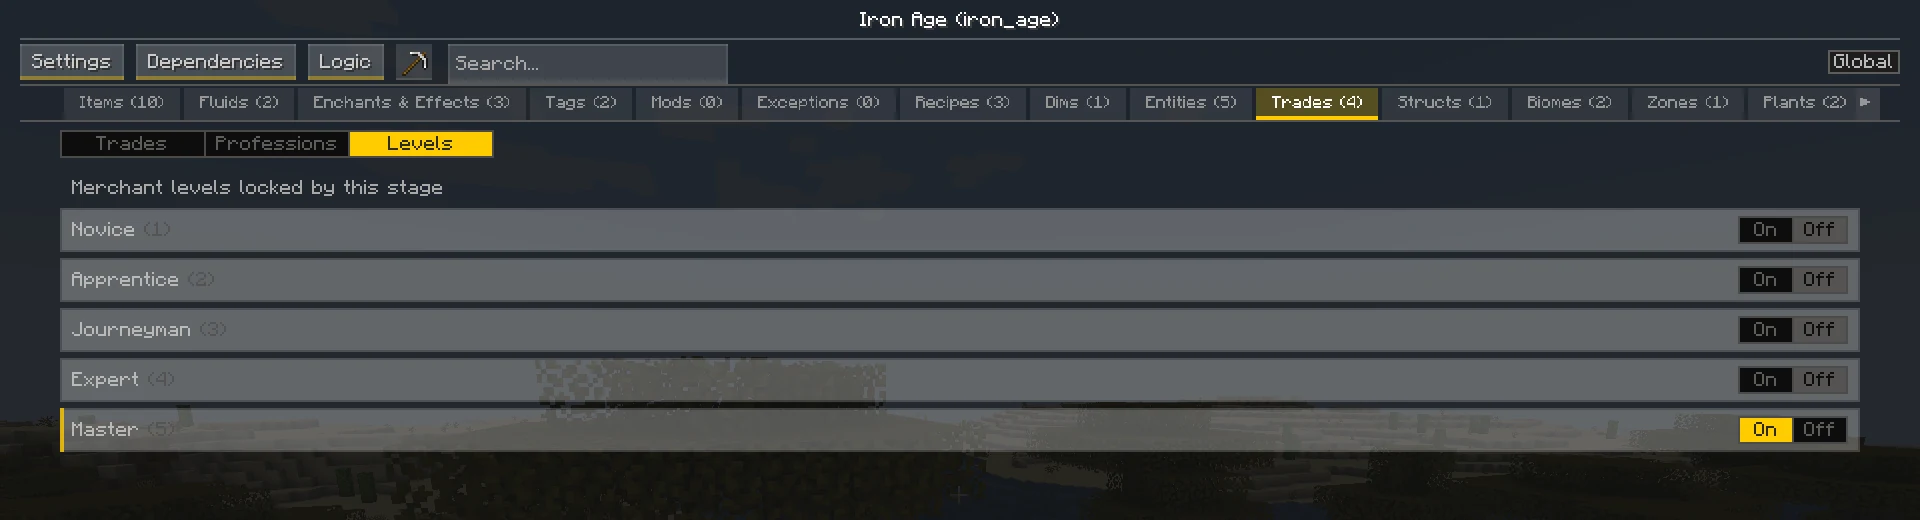 Iron Age (iron_age)
Settings Dependencies Logic Search... Global
Items (10) Fluids (2) Enchants & Effects (3) Tags (2) Mods (0) Exceptions (0) Recipes (3) Dims (1) Entities (5) Trades (4) Structs (1) Biomes (2) Zones (1) Plants (2)
Trades Professions Levels
Merchant levels locked by this stage
Novice (1) On Off
Apprentice (2) On Off
Journeyman (3) On Off
Expert (4) On Off
Master (5) On Off